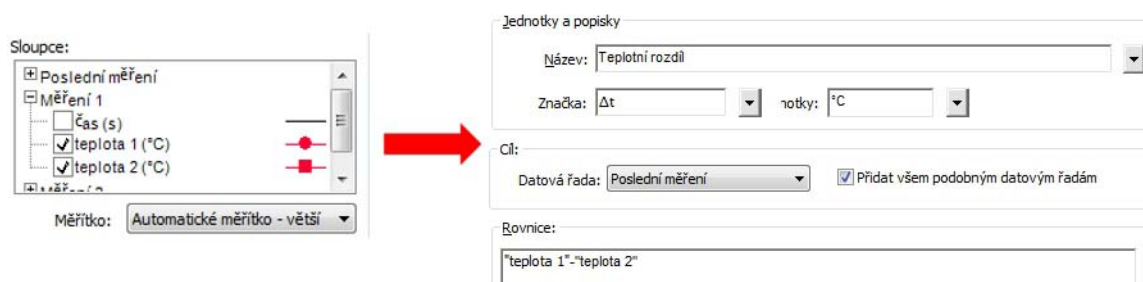 Sloupce:
Poslední měření
Měření 1
čas (s)
teplota 1 (°C)
teplota 2 (°C)
Měřítko: Automatické měřítko - větší
Jednotky a popisky
Název: Teplotní rozdíl
Značka: Δt notky: °C
Cíl:
Datová řada: Poslední měření Přidat všem podobným datovým řadám
Rovnice:
"teplota 1"-"teplota 2"